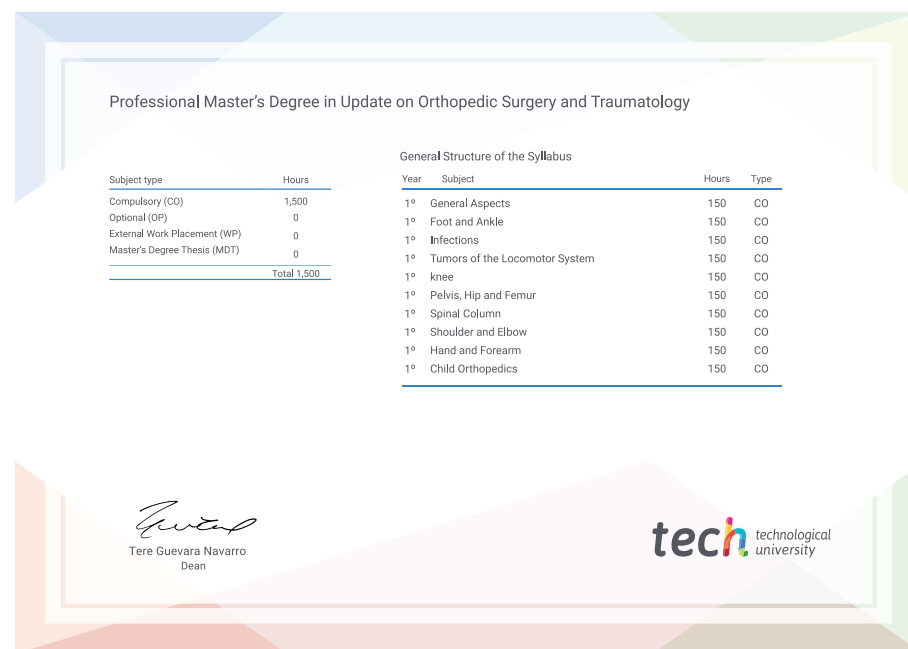 Professional Master's Degree in Update on Orthopedic Surgery and Traumatology
Subject type Hours
Compulsory (CO) 1,500
Optional (OP) 0
External Work Placement (WP) 0
Master's Degree Thesis (MDT) 0
Total 1,500
General Structure of the Syllabus
Year Subject Hours Type
1º General Aspects 150 CO
1º Foot and Ankle 150 CO
1º Infections 150 CO
1º Tumors of the Locomotor System 150 CO
1º knee 150 CO
1º Pelvis, Hip and Femur 150 CO
1º Spinal Column 150 CO
1º Shoulder and Elbow 150 CO
1º Hand and Forearm 150 CO
1º Child Orthopedics 150 CO
Tere Guevara Navarro
Dean
tech technological
university